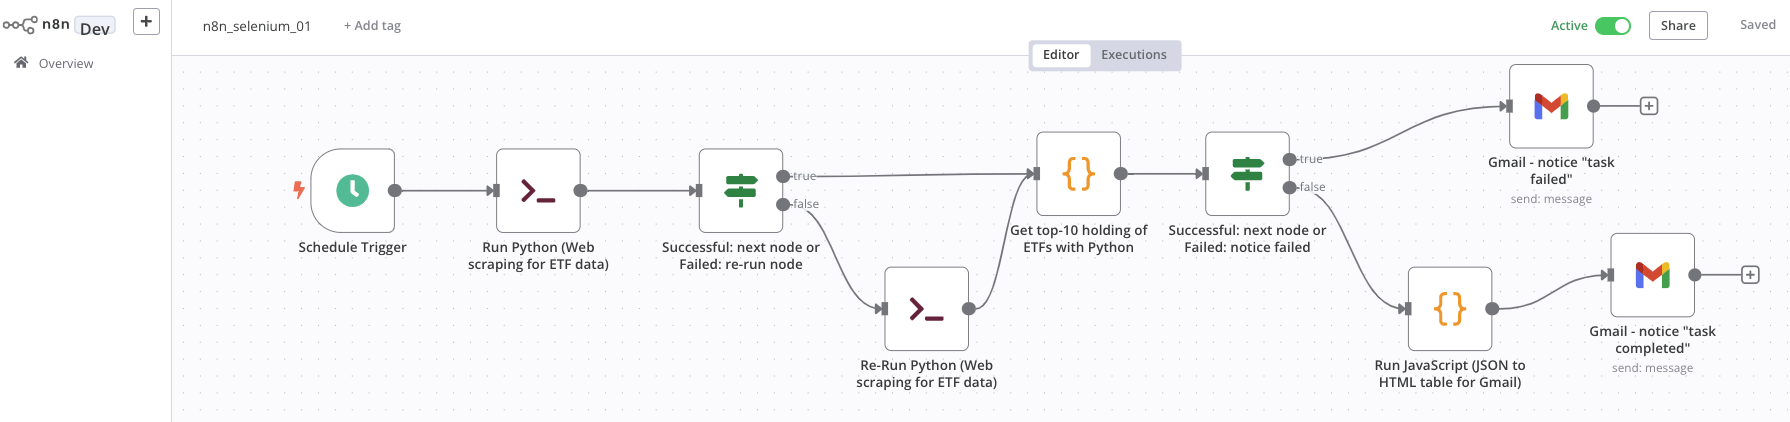 n8n Dev +
Overview
n8n_selenium_01 + Add tag
Active Share Saved
Editor Executions
Schedule Trigger
Run Python (Web
scraping for ETF data)
Successful: next node or
Failed: re-run node
true
false
Re-Run Python (Web
scraping for ETF data)
{}
Get top-10 holding of
ETFs with Python
Successful: next node or
Failed: notice failed
true
false
Gmail - notice "task
failed"
send: message
{}
Run JavaScript (JSON to
HTML table for Gmail)
Gmail - notice "task
completed"
send: message